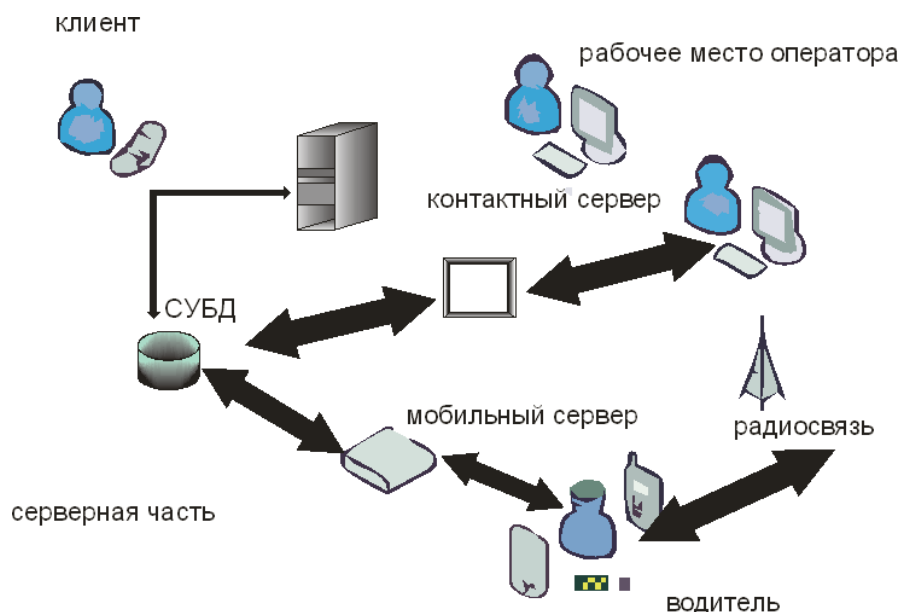 клиент
рабочее место оператора
контактный сервер
СУБД
мобильный сервер
радиосвязь
серверная часть
водитель